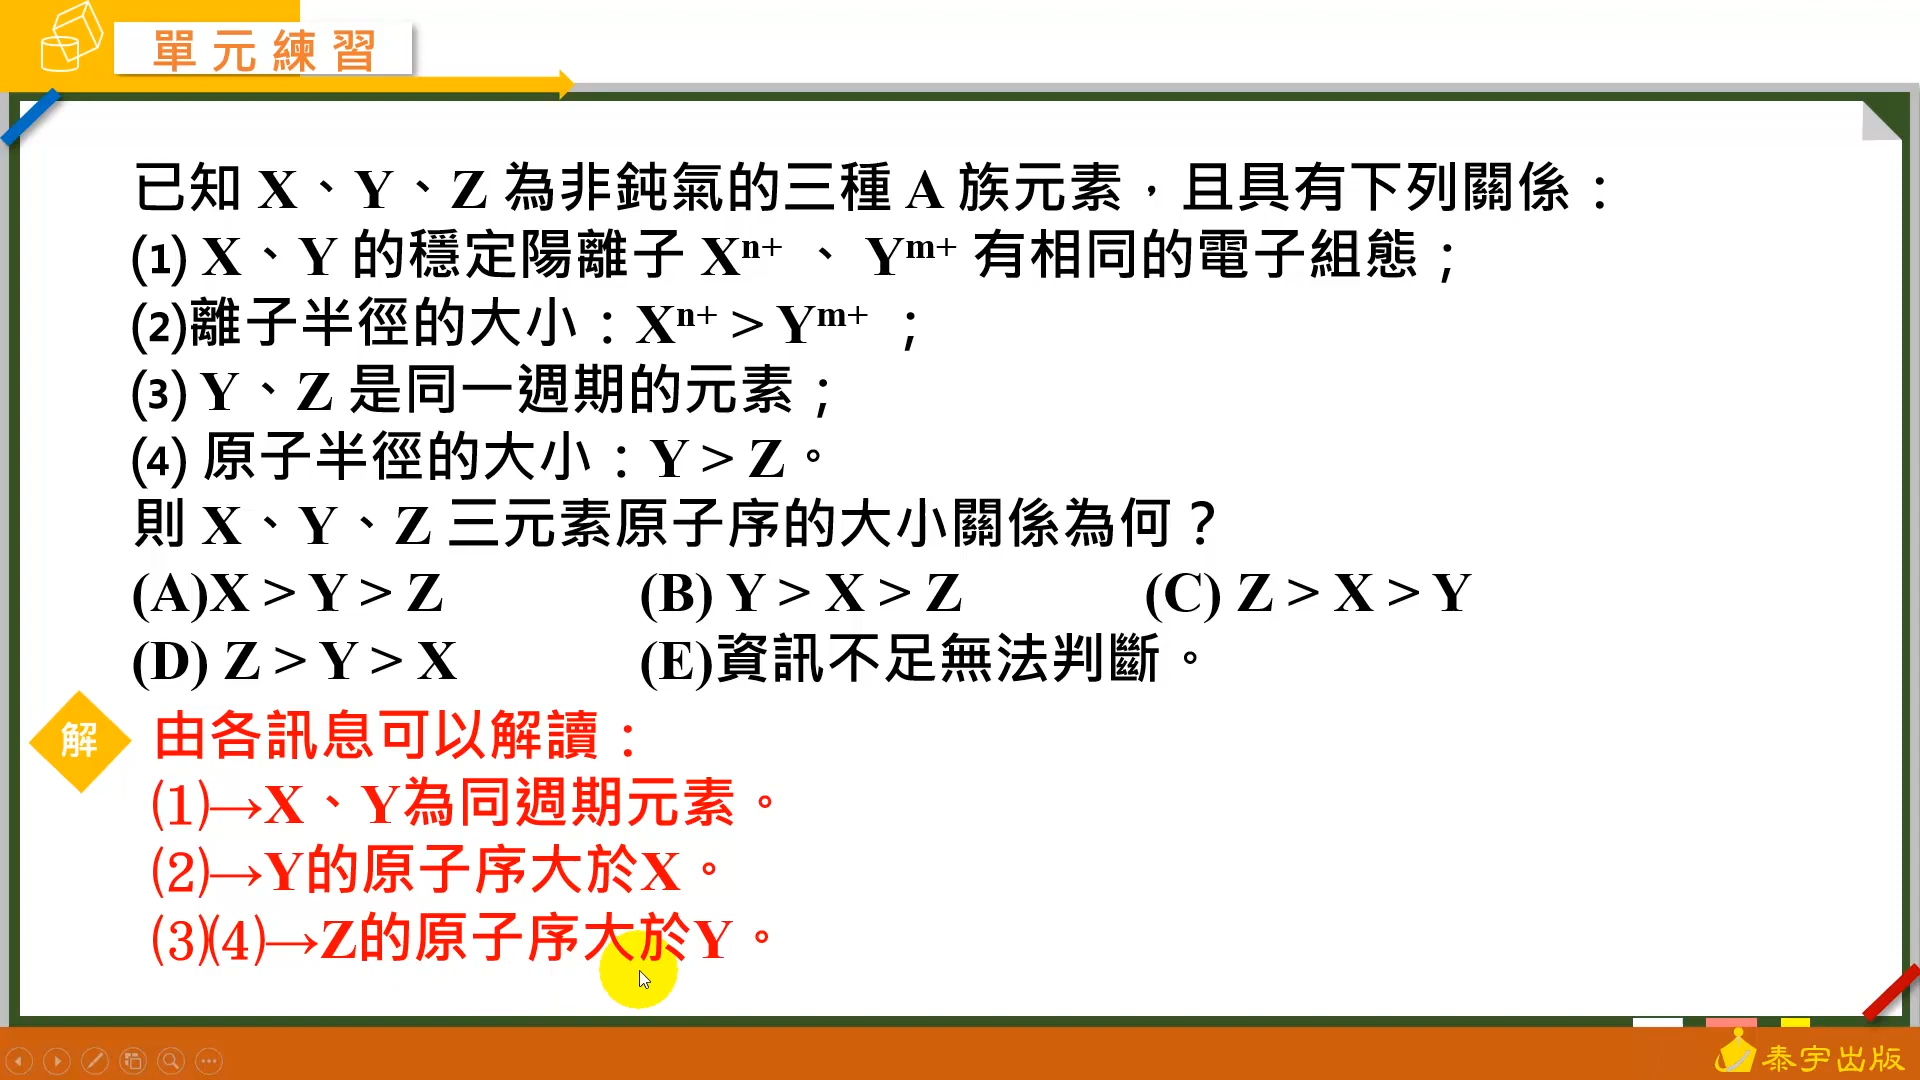 單元練習
已知 X、Y、Z 為非鈍氣的三種 A 族元素，且具有下列關係：
(1) X、Y 的穩定陽離子 Xⁿ⁺ 、 Yᵐ⁺ 有相同的電子組態；
(2)離子半徑的大小：Xⁿ⁺ > Yᵐ⁺ ；
(3) Y、Z 是同一週期的元素；
(4) 原子半徑的大小：Y > Z。
則 X、Y、Z 三元素原子序的大小關係為何？
(A)X > Y > Z (B) Y > X > Z (C) Z > X > Y
(D) Z > Y > X (E)資訊不足無法判斷。
解 由各訊息可以解讀：
(1)→X、Y為同週期元素。
(2)→Y的原子序大於X。
(3)(4)→Z的原子序大於Y。
泰宇出版